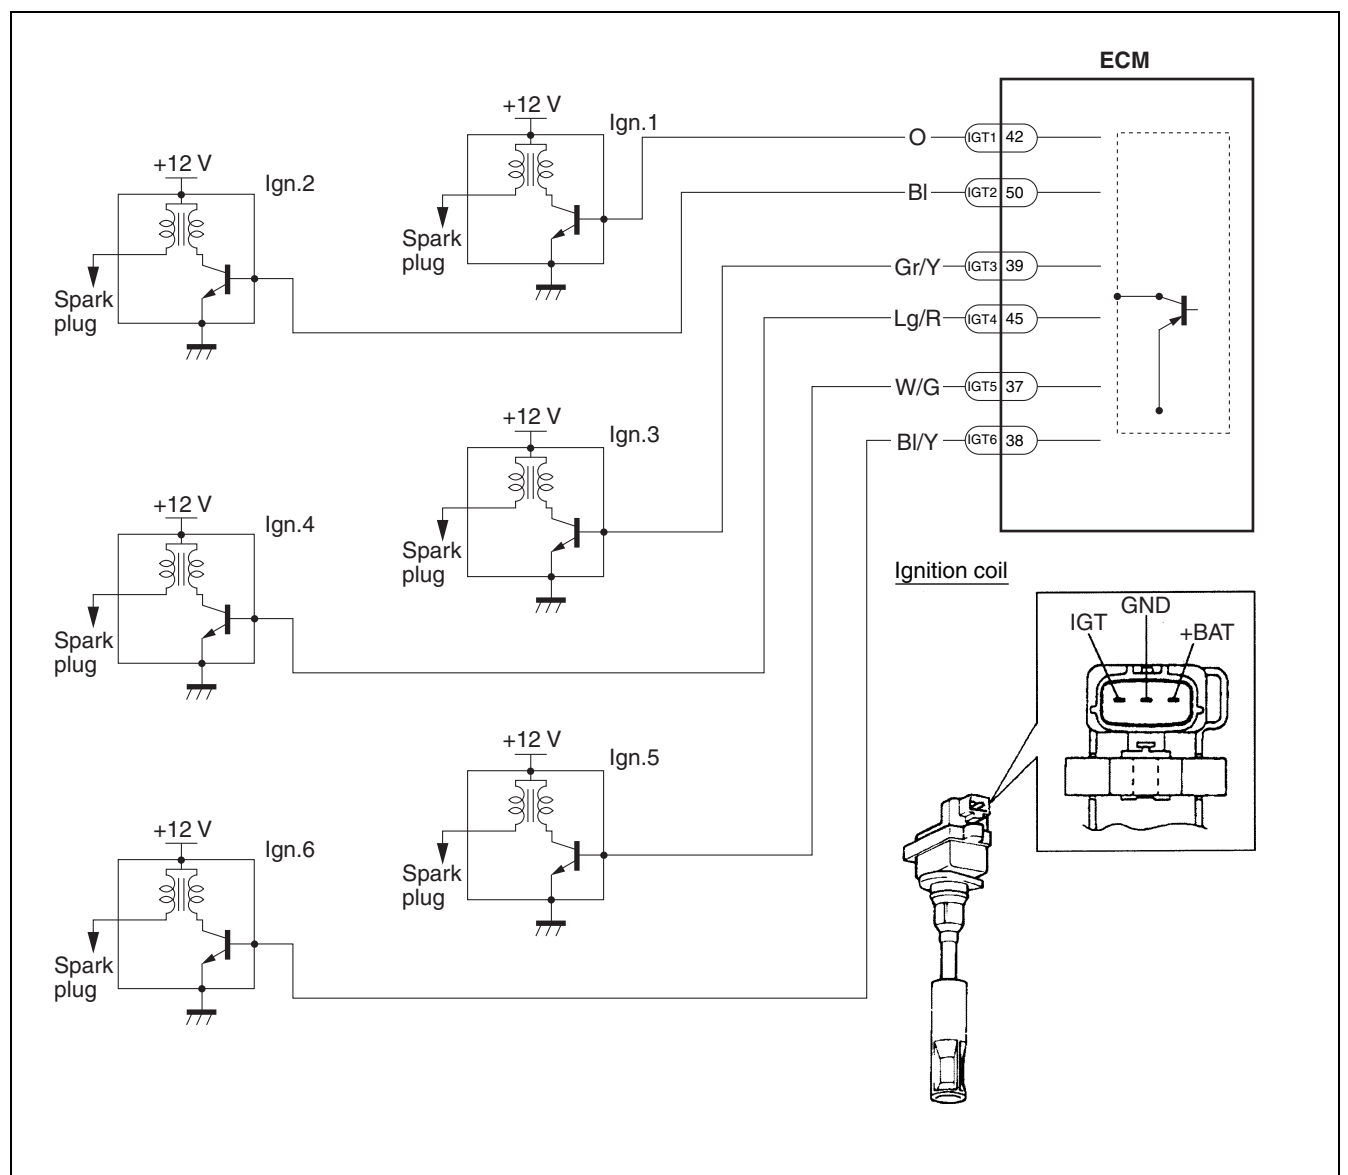 ECM
+12 V
Ign.1
O
IGT1
42
+12 V
Ign.2
Bl
IGT2
50
Spark
plug
Gr/Y
IGT3
39
Spark
plug
Lg/R
IGT4
45
W/G
IGT5
37
+12 V
Ign.3
Bl/Y
IGT6
38
+12 V
Ign.4
Spark
plug
Ignition coil
GND
IGT
+BAT
Spark
plug
+12 V
Ign.5
+12 V
Ign.6
Spark
plug
Spark
plug